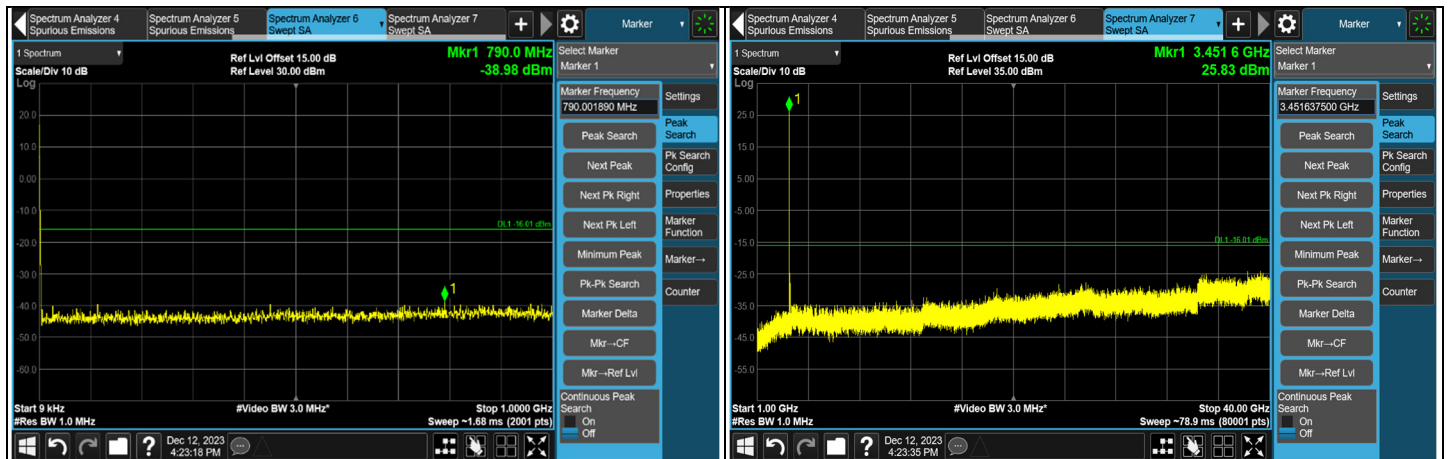 Spectrum Analyzer 4
Spurious Emissions
Spectrum Analyzer 5
Spurious Emissions
Spectrum Analyzer 6
Swept SA
Spectrum Analyzer 7
Swept SA
+
Marker
1 Spectrum
Scale/Div 10 dB
Log
Ref Lvl Offset 15.00 dB
Ref Level 30.00 dBm
Mkr1 790.0 MHz
-38.98 dBm
20.0
10.0
0.00
-10.0
-20.0
-30.0
-40.0
-50.0
-60.0
DL1 -16.01 dBm
1
Start 9 kHz
#Res BW 1.0 MHz
#Video BW 3.0 MHz*
Stop 1.0000 GHz
Sweep ~1.68 ms (2001 pts)
Select Marker
Marker 1
Marker Frequency
790.001890 MHz
Peak Search
Next Peak
Next Pk Right
Next Pk Left
Minimum Peak
Pk-Pk Search
Marker Delta
Mkr→CF
Mkr→Ref Lvl
Continuous Peak
Search
On
Off
Settings
Peak
Search
Pk Search
Config
Properties
Marker
Function
Marker→
Counter
?
Dec 12, 2023
4:23:18 PM
Spectrum Analyzer 4
Spurious Emissions
Spectrum Analyzer 5
Spurious Emissions
Spectrum Analyzer 6
Swept SA
Spectrum Analyzer 7
Swept SA
+
Marker
1 Spectrum
Scale/Div 10 dB
Log
Ref Lvl Offset 15.00 dB
Ref Level 35.00 dBm
Mkr1 3.451 6 GHz
25.83 dBm
25.0
15.0
5.00
-5.00
-15.0
-25.0
-35.0
-45.0
-55.0
DL1 -16.01 dBm
1
Start 1.00 GHz
#Res BW 1.0 MHz
#Video BW 3.0 MHz*
Stop 40.00 GHz
Sweep ~78.9 ms (80001 pts)
Select Marker
Marker 1
Marker Frequency
3.451637500 GHz
Peak Search
Next Peak
Next Pk Right
Next Pk Left
Minimum Peak
Pk-Pk Search
Marker Delta
Mkr→CF
Mkr→Ref Lvl
Continuous Peak
Search
On
Off
Settings
Peak
Search
Pk Search
Config
Properties
Marker
Function
Marker→
Counter
?
Dec 12, 2023
4:23:35 PM